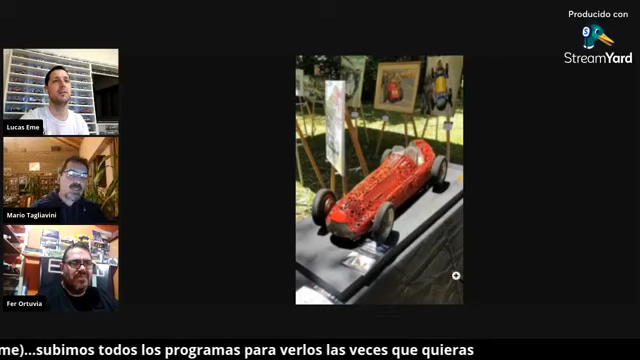 Producido con
StreamYard
Lucas Eme
Mario Tagliavini
Fer Ortuvia
me)...subimos todos los programas para verlos las veces que quieras